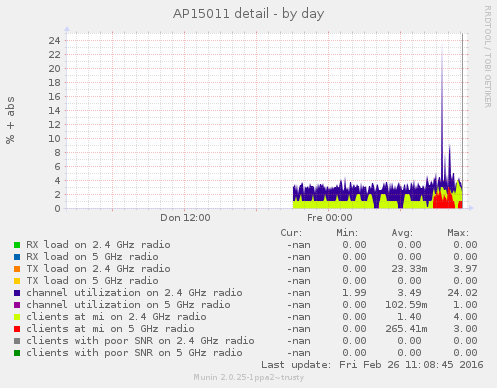 AP15011 detail - by day
RRDTOOL / TOBI OETIKER
% + abs
24
22
20
18
16
14
12
10
8
6
4
2
0
Don 12:00 Fre 00:00
Cur: Min: Avg: Max:
RX load on 2.4 GHz radio -nan 0.00 0.00 0.00
RX load on 5 GHz radio -nan 0.00 0.00 0.00
TX load on 2.4 GHz radio -nan 0.00 23.33m 3.97
TX load on 5 GHz radio -nan 0.00 0.00 0.00
channel utilization on 2.4 GHz radio -nan 1.99 3.49 24.02
channel utilization on 5 GHz radio -nan 0.00 102.59m 1.00
clients at mi on 2.4 GHz radio -nan 0.00 1.40 4.00
clients at mi on 5 GHz radio -nan 0.00 265.41m 3.00
clients with poor SNR on 2.4 GHz radio -nan 0.00 0.00 0.00
clients with poor SNR on 5 GHz radio -nan 0.00 0.00 0.00
Last update: Fri Feb 26 11:08:45 2016
Munin 2.0.25-1ppa2~trusty